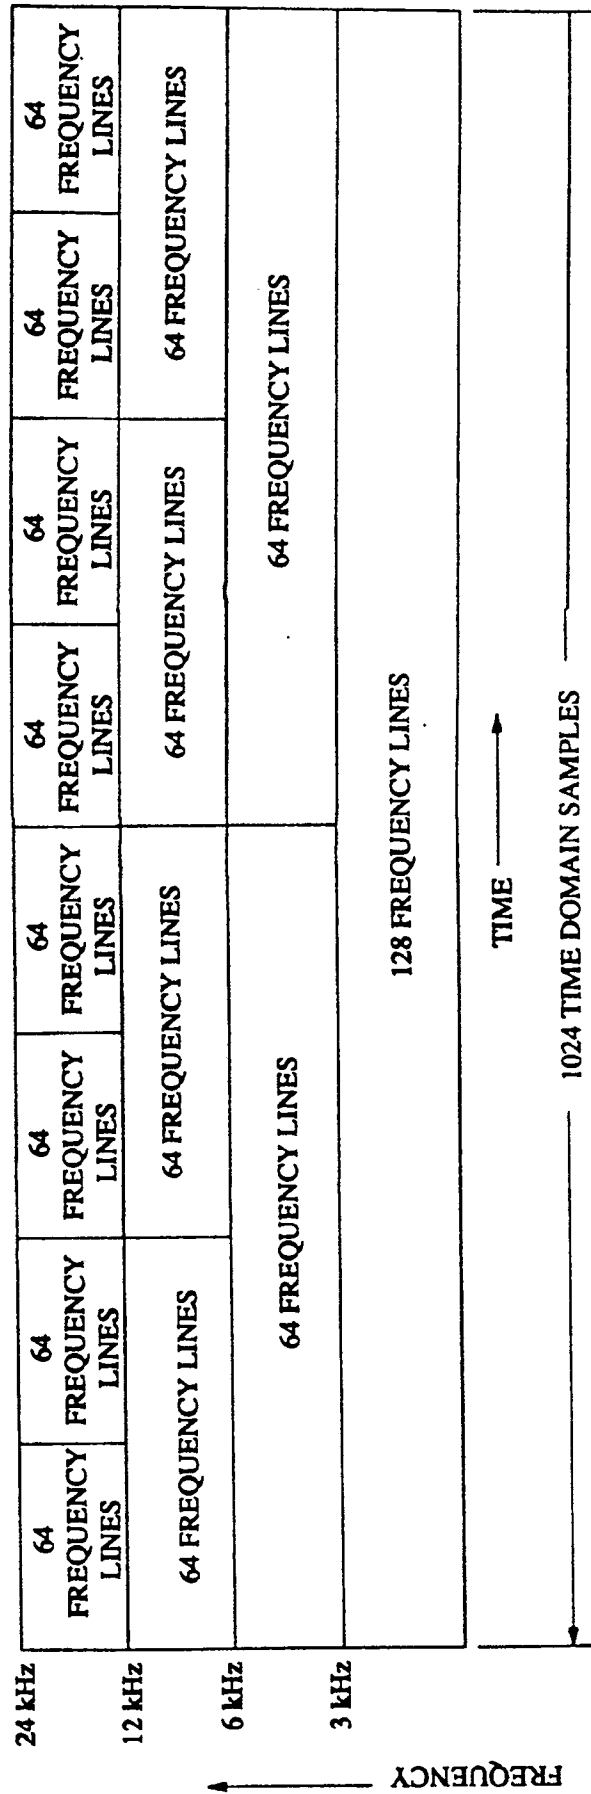 24 kHz
64
FREQUENCY
LINES
64
FREQUENCY
LINES
64
FREQUENCY
LINES
64
FREQUENCY
LINES
64
FREQUENCY
LINES
64
FREQUENCY
LINES
64
FREQUENCY
LINES
64
FREQUENCY
LINES
12 kHz
64 FREQUENCY LINES
64 FREQUENCY LINES
64 FREQUENCY LINES
64 FREQUENCY LINES
6 kHz
64 FREQUENCY LINES
64 FREQUENCY LINES
3 kHz
128 FREQUENCY LINES
FREQUENCY
TIME
1024 TIME DOMAIN SAMPLES